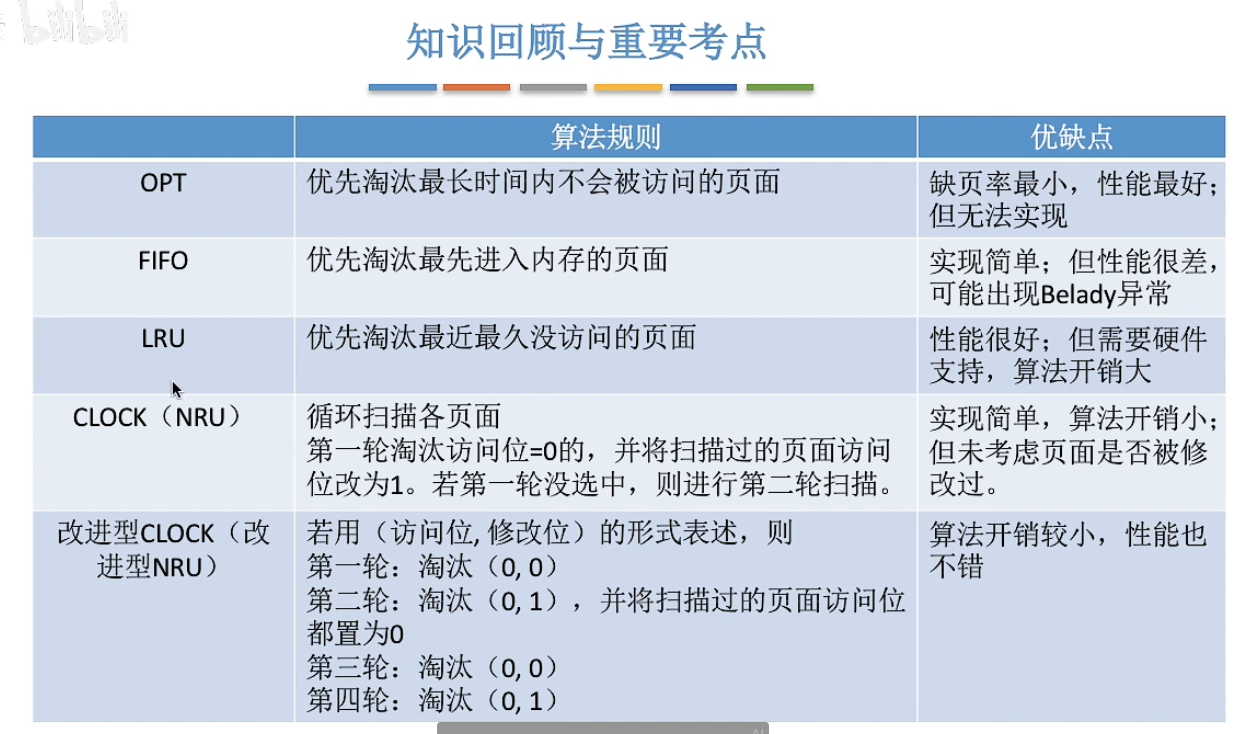 bilibili
知识回顾与重要考点
算法规则
优缺点
OPT
优先淘汰最长时间内不会被访问的页面
缺页率最小，性能最好；
但无法实现
FIFO
优先淘汰最先进入内存的页面
实现简单；但性能很差，
可能出现Belady异常
LRU
优先淘汰最近最久没访问的页面
性能很好；但需要硬件
支持，算法开销大
CLOCK（NRU）
循环扫描各页面
第一轮淘汰访问位=0的，并将扫描过的页面访问
位改为1。若第一轮没选中，则进行第二轮扫描。
实现简单，算法开销小；
但未考虑页面是否被修
改过。
改进型CLOCK（改
进型NRU）
若用（访问位, 修改位）的形式表述，则
第一轮：淘汰（0, 0）
第二轮：淘汰（0, 1），并将扫描过的页面访问位
都置为0
第三轮：淘汰（0, 0）
第四轮：淘汰（0, 1）
算法开销较小，性能也
不错